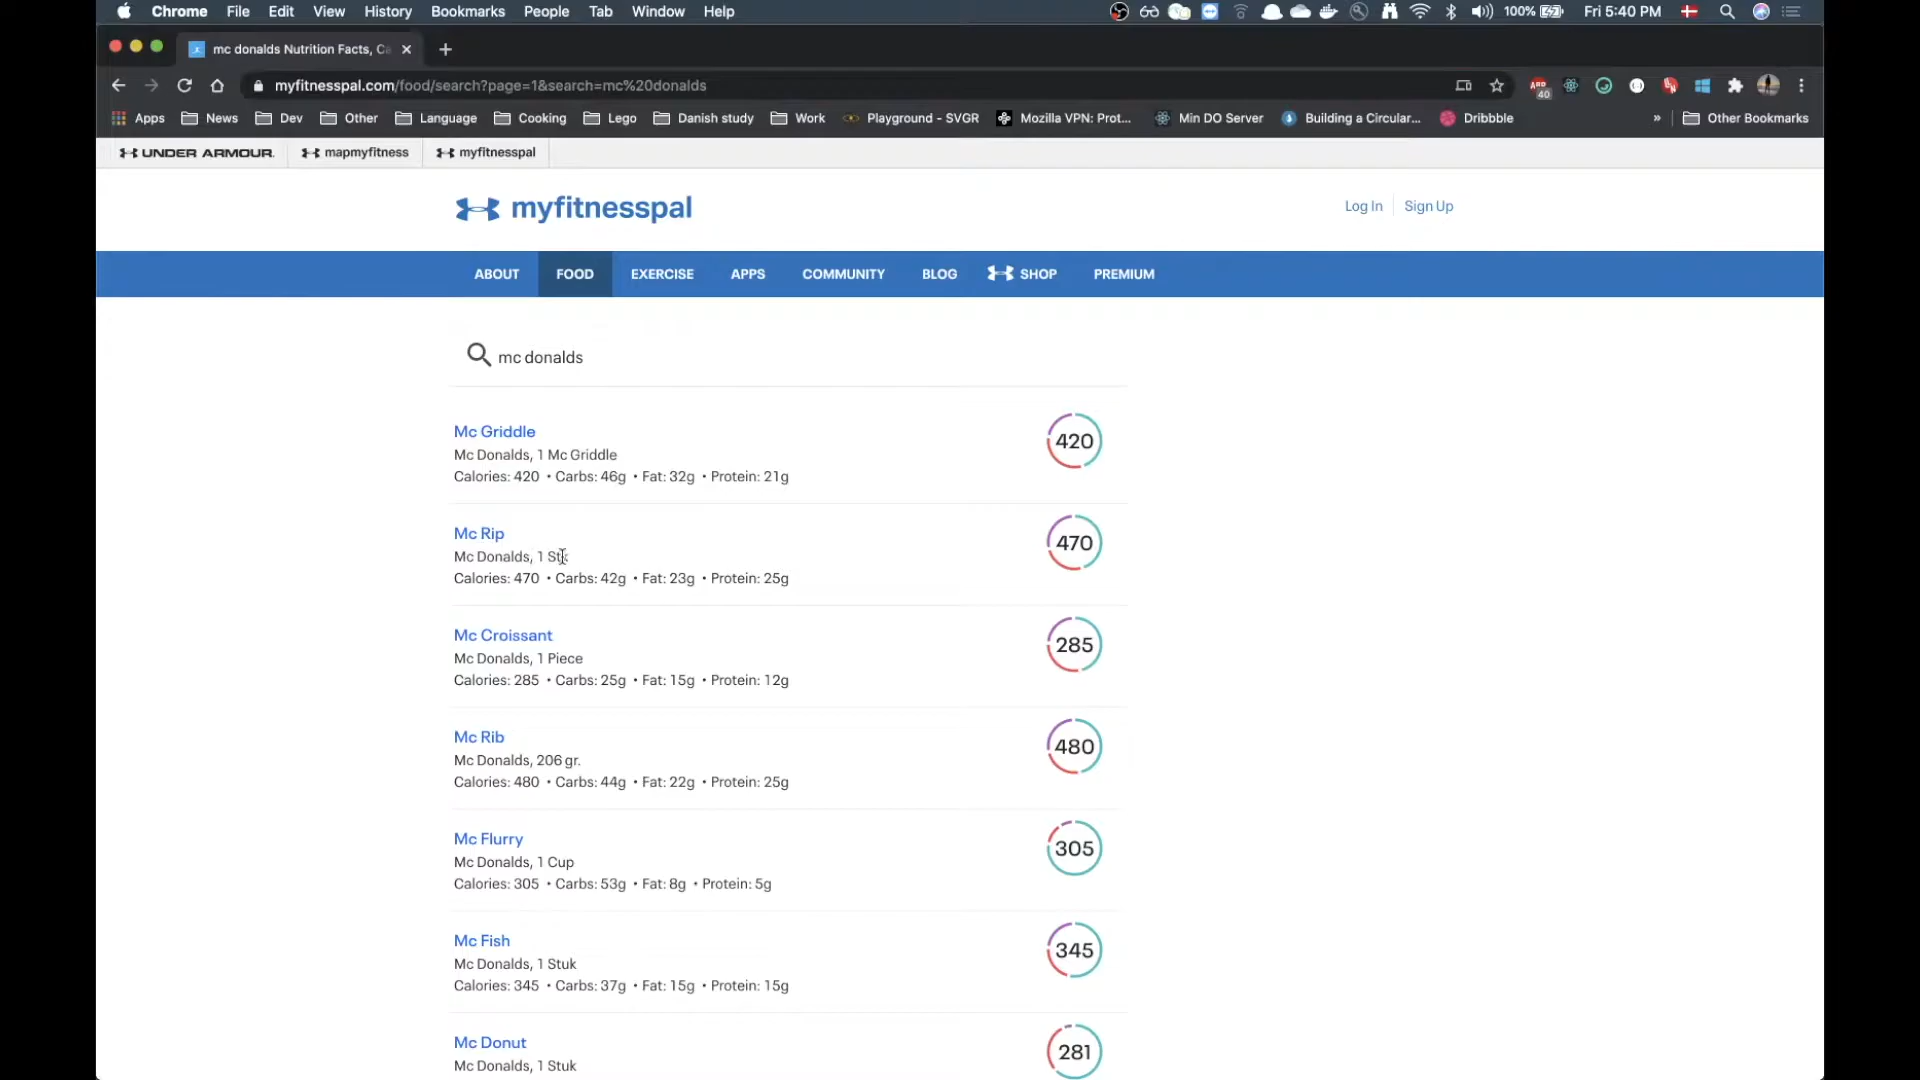 Chrome File Edit View History Bookmarks People Tab Window Help 100% Fri 5:40 PM
mc donalds Nutrition Facts, Ca
myfitnesspal.com/food/search?page=1&search=mc%20donalds
40
Apps News Dev Other Language Cooking Lego Danish study Work Playground - SVGR Mozilla VPN: Prot... Min DO Server Building a Circular... Dribbble » Other Bookmarks
UNDER ARMOUR. mapmyfitness myfitnesspal
myfitnesspal
Log In Sign Up
ABOUT FOOD EXERCISE APPS COMMUNITY BLOG SHOP PREMIUM
mc donalds
Mc Griddle
Mc Donalds, 1 Mc Griddle
Calories: 420 • Carbs: 46g • Fat: 32g • Protein: 21g
420
Mc Rip
Mc Donalds, 1 Stk
Calories: 470 • Carbs: 42g • Fat: 23g • Protein: 25g
470
Mc Croissant
Mc Donalds, 1 Piece
Calories: 285 • Carbs: 25g • Fat: 15g • Protein: 12g
285
Mc Rib
Mc Donalds, 206 gr.
Calories: 480 • Carbs: 44g • Fat: 22g • Protein: 25g
480
Mc Flurry
Mc Donalds, 1 Cup
Calories: 305 • Carbs: 53g • Fat: 8g • Protein: 5g
305
Mc Fish
Mc Donalds, 1 Stuk
Calories: 345 • Carbs: 37g • Fat: 15g • Protein: 15g
345
Mc Donut
Mc Donalds, 1 Stuk
281